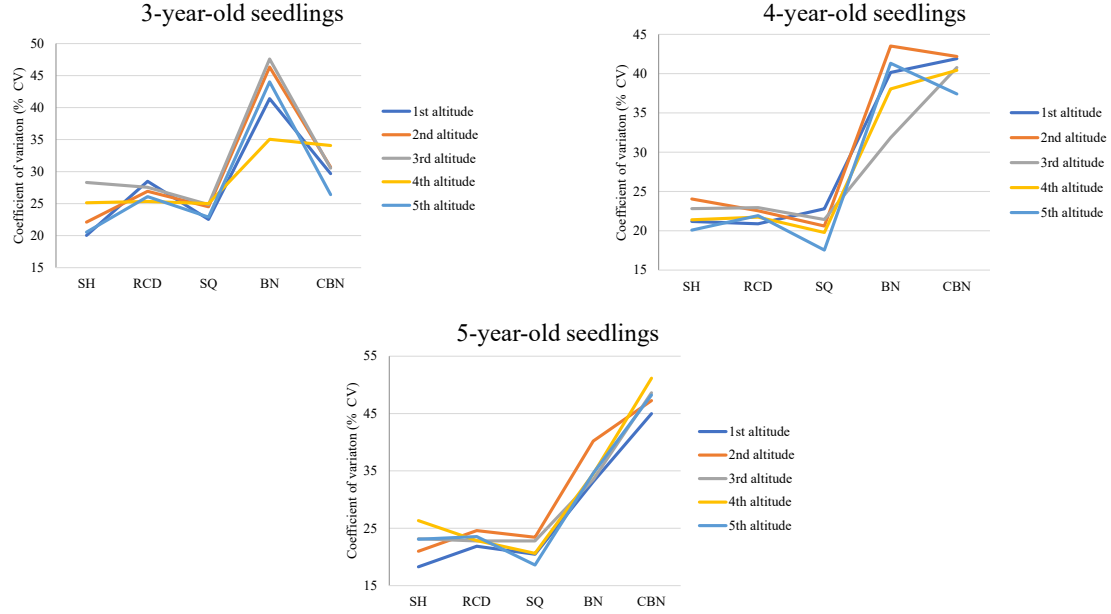 3-year-old seedlings
Coefficient of variaton (% CV)
50
45
40
35
30
25
20
15
SH RCD SQ BN CBN
1st altitude
2nd altitude
3rd altitude
4th altitude
5th altitude
4-year-old seedlings
Coefficient of variaton (% CV)
45
40
35
30
25
20
15
SH RCD SQ BN CBN
1st altitude
2nd altitude
3rd altitude
4th altitude
5th altitude
5-year-old seedlings
Coefficient of variaton (% CV)
55
45
35
25
15
SH RCD SQ BN CBN
1st altitude
2nd altitude
3rd altitude
4th altitude
5th altitude